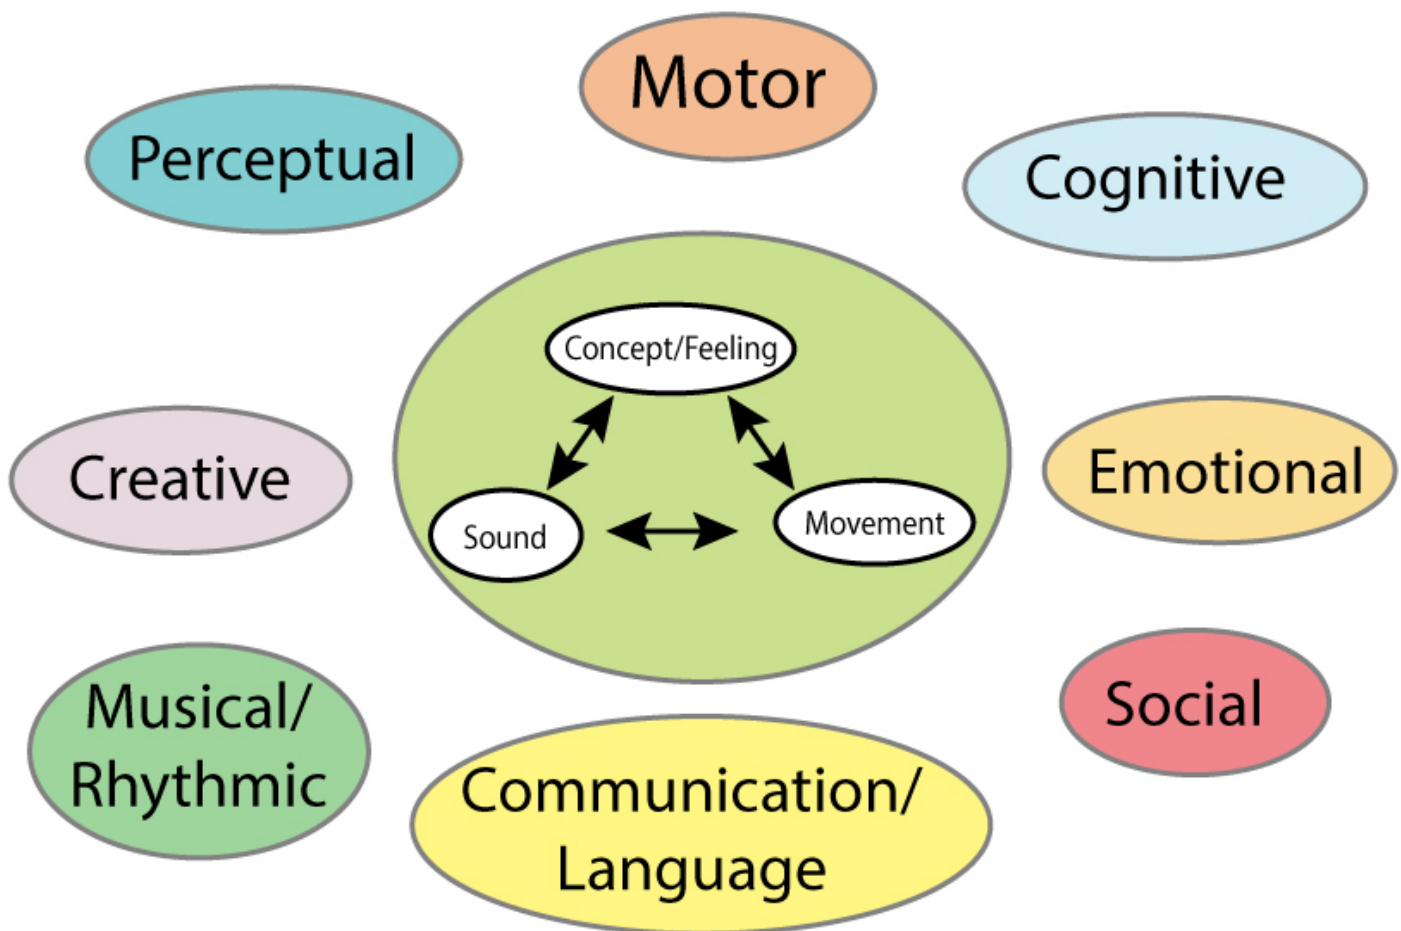 Motor
Perceptual
Cognitive
Concept/Feeling
Creative
Emotional
Sound
Movement
Musical/
Rhythmic
Social
Communication/
Language